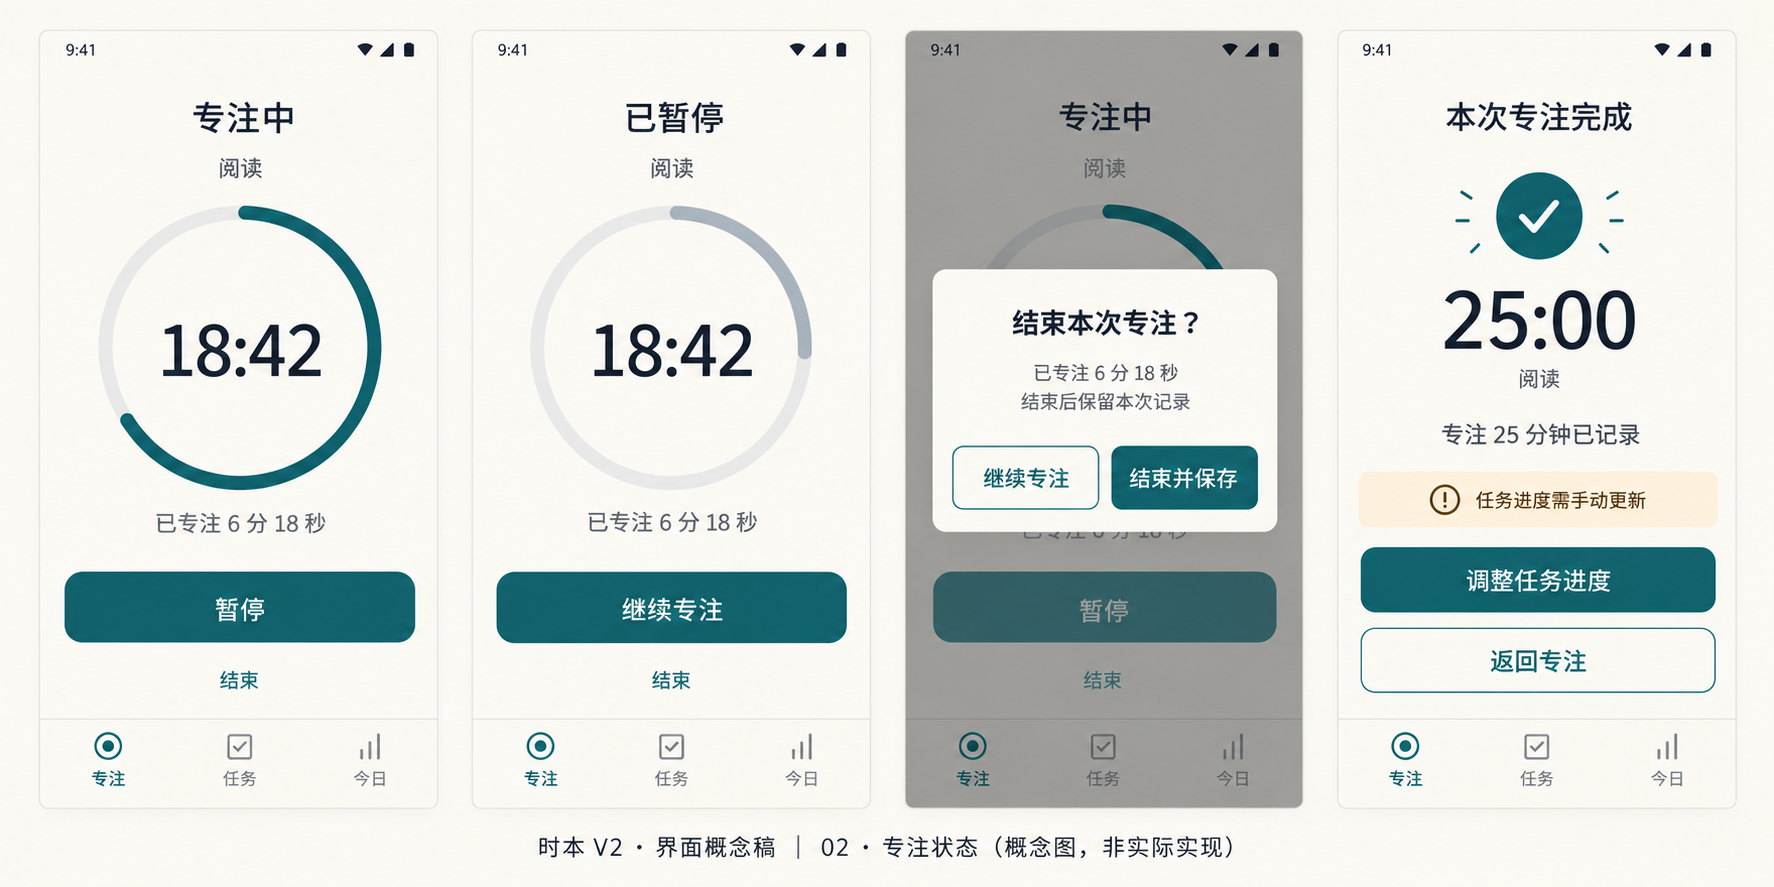 9:41
专注中
阅读
18:42
已专注 6 分 18 秒
暂停
结束
专注
任务
今日
9:41
已暂停
阅读
18:42
已专注 6 分 18 秒
继续专注
结束
专注
任务
今日
9:41
专注中
阅读
结束本次专注？
已专注 6 分 18 秒
结束后保留本次记录
继续专注
结束并保存
已专注 6 分 18 秒
暂停
结束
专注
任务
今日
9:41
本次专注完成
25:00
阅读
专注 25 分钟已记录
任务进度需手动更新
调整任务进度
返回专注
专注
任务
今日
时本 V2 · 界面概念稿 ｜ 02 · 专注状态（概念图，非实际实现）